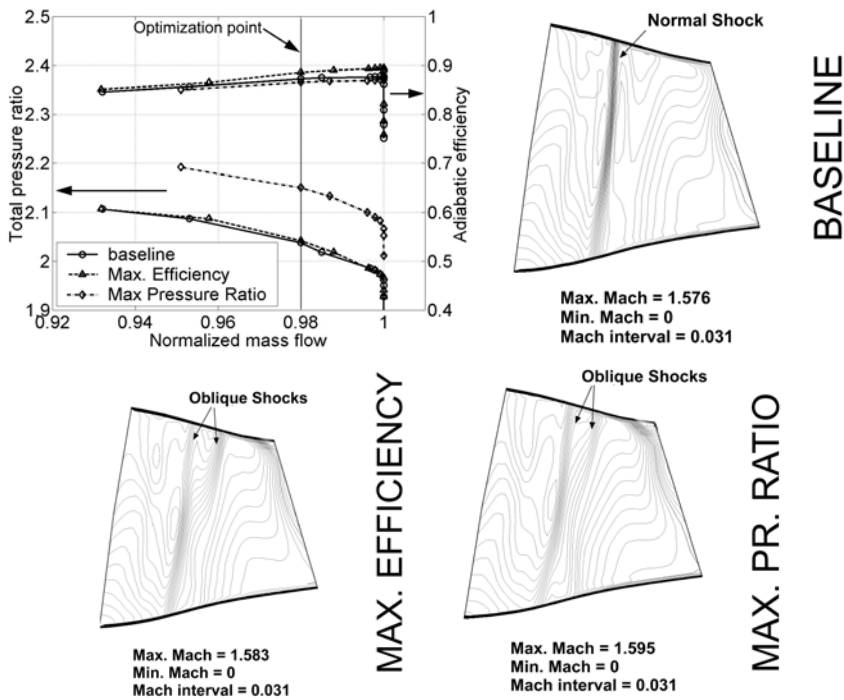 2.5
2.4
2.3
2.2
2.1
2
1.9
Total pressure ratio
Optimization point
1
0.9
0.8
0.7
0.6
0.5
0.4
Adiabatic efficiency
baseline
Max. Efficiency
Max Pressure Ratio
0.92
0.94
0.96
0.98
1
Normalized mass flow
Normal Shock
BASELINE
Max. Mach = 1.576
Min. Mach = 0
Mach interval = 0.031
Oblique Shocks
MAX. EFFICIENCY
Max. Mach = 1.583
Min. Mach = 0
Mach interval = 0.031
Oblique Shocks
MAX. PR. RATIO
Max. Mach = 1.595
Min. Mach = 0
Mach interval = 0.031